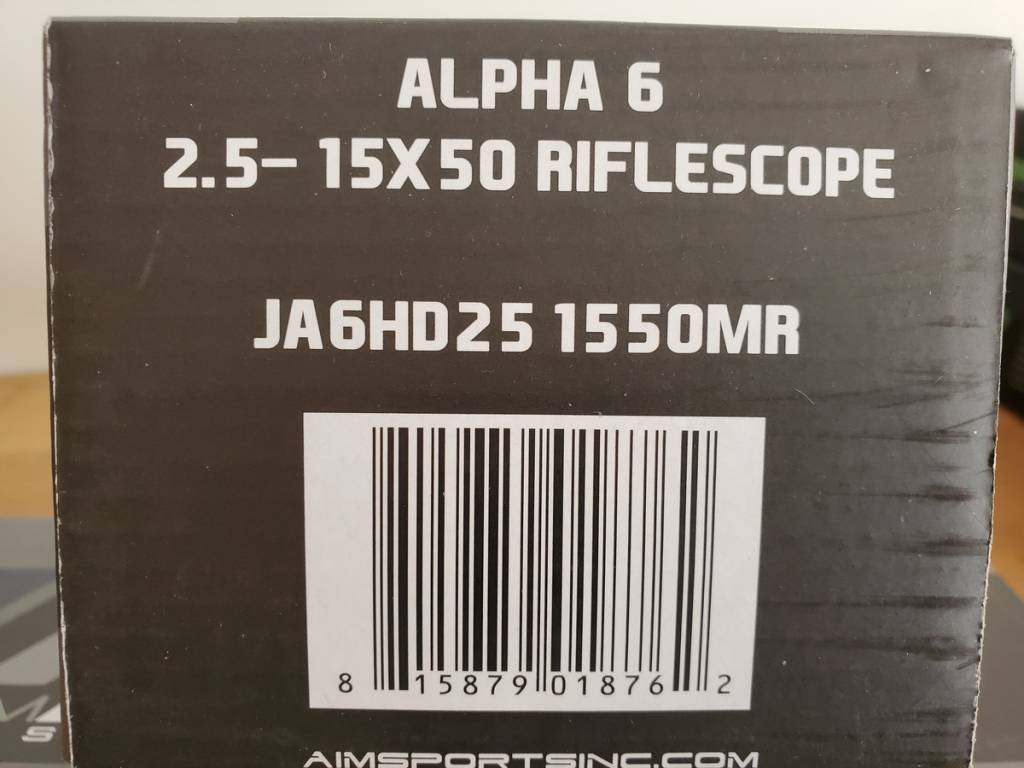 ALPHA 6
2.5- 15X50 RIFLESCOPE
JA6HD25 1550MR
8 15879 01876 2
AIMSPORTSINC.COM